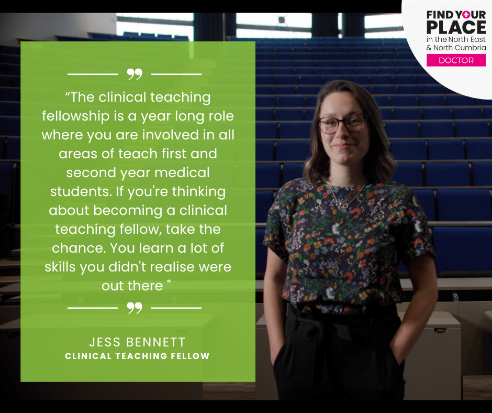 FIND YOUR
PLACE
in the North East
& North Cumbria
DOCTOR
"The clinical teaching
fellowship is a year long role
where you are involved in all
areas of teach first and
second year medical
students. If you're thinking
about becoming a clinical
teaching fellow, take the
chance. You learn a lot of
skills you didn't realise were
out there "
JESS BENNETT
CLINICAL TEACHING FELLOW